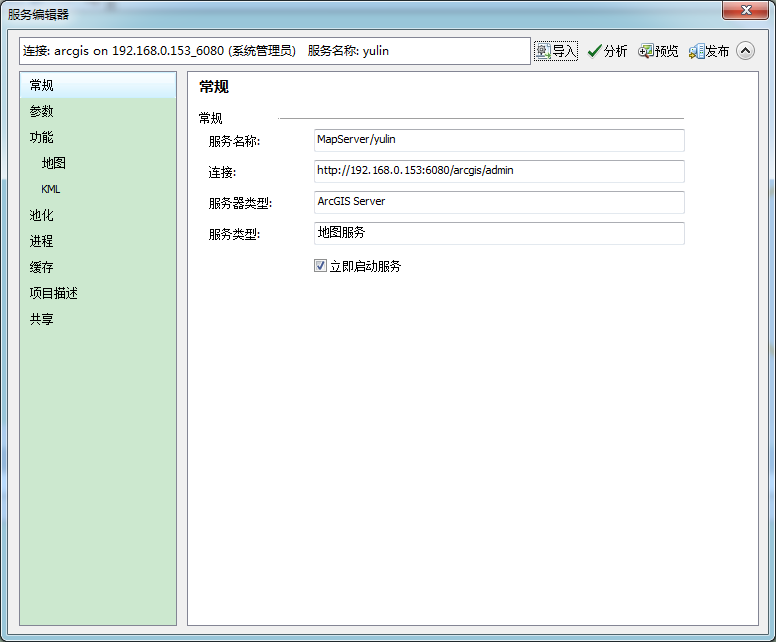 服务编辑器
连接: arcgis on 192.168.0.153_6080 (系统管理员)   服务名称: yulin
导入 分析 预览 发布
常规
参数
功能
地图
KML
池化
进程
缓存
项目描述
共享
常规
常规
服务名称: MapServer/yulin
连接: http://192.168.0.153:6080/arcgis/admin
服务器类型: ArcGIS Server
服务类型: 地图服务
立即启动服务